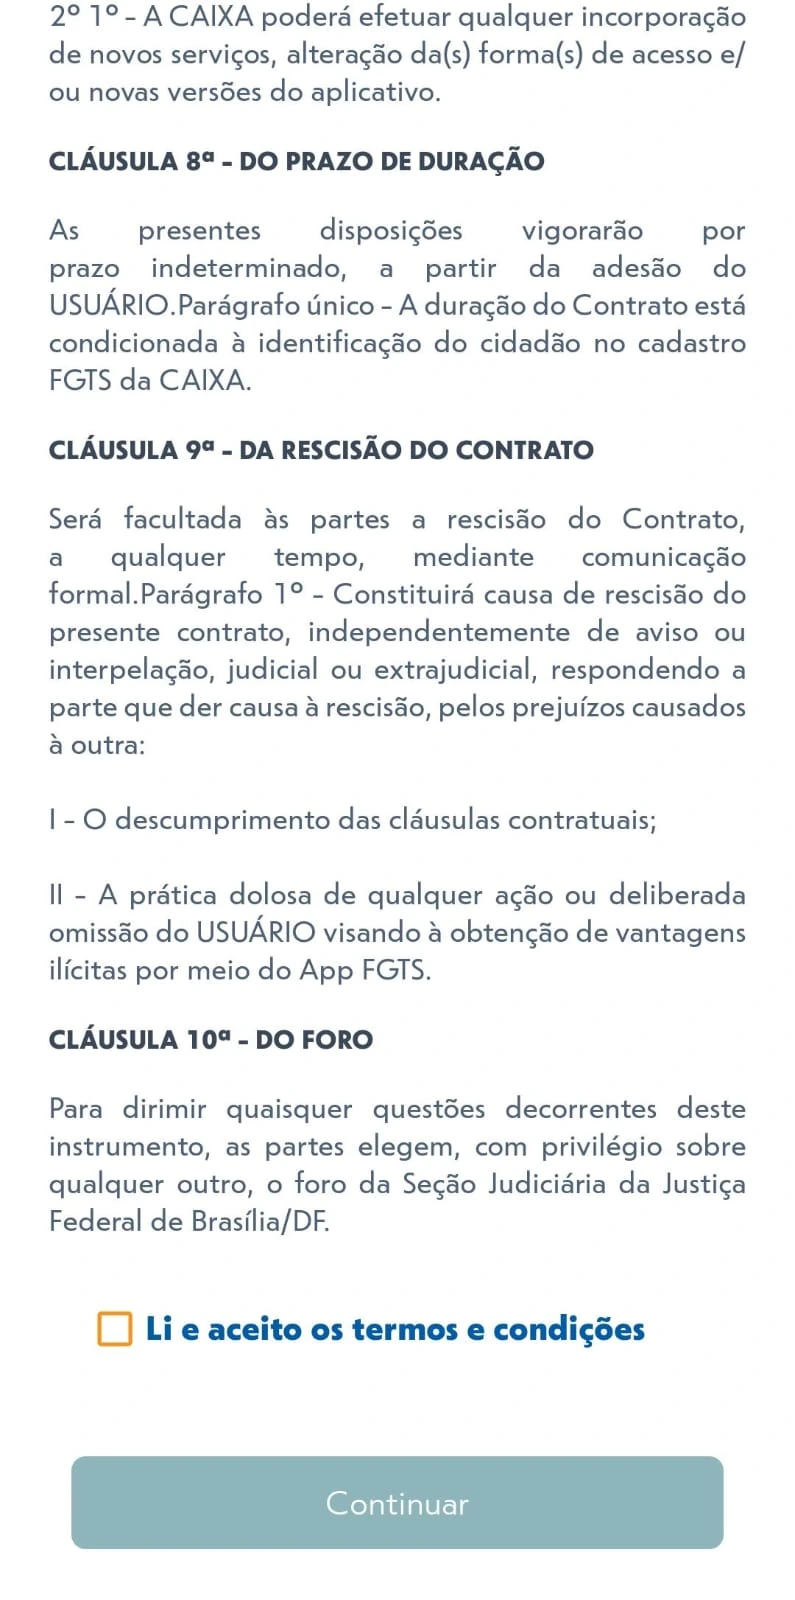 2º 1º - A CAIXA poderá efetuar qualquer incorporação
de novos serviços, alteração da(s) forma(s) de acesso e/
ou novas versões do aplicativo.
CLÁUSULA 8ª - DO PRAZO DE DURAÇÃO
As presentes disposições vigorarão por
prazo indeterminado, a partir da adesão do
USUÁRIO.Parágrafo único - A duração do Contrato está
condicionada à identificação do cidadão no cadastro
FGTS da CAIXA.
CLÁUSULA 9ª - DA RESCISÃO DO CONTRATO
Será facultada às partes a rescisão do Contrato,
a qualquer tempo, mediante comunicação
formal.Parágrafo 1º - Constituirá causa de rescisão do
presente contrato, independentemente de aviso ou
interpelação, judicial ou extrajudicial, respondendo a
parte que der causa à rescisão, pelos prejuízos causados
à outra:
I - O descumprimento das cláusulas contratuais;
II - A prática dolosa de qualquer ação ou deliberada
omissão do USUÁRIO visando à obtenção de vantagens
ilícitas por meio do App FGTS.
CLÁUSULA 10ª - DO FORO
Para dirimir quaisquer questões decorrentes deste
instrumento, as partes elegem, com privilégio sobre
qualquer outro, o foro da Seção Judiciária da Justiça
Federal de Brasília/DF.
Li e aceito os termos e condições
Continuar